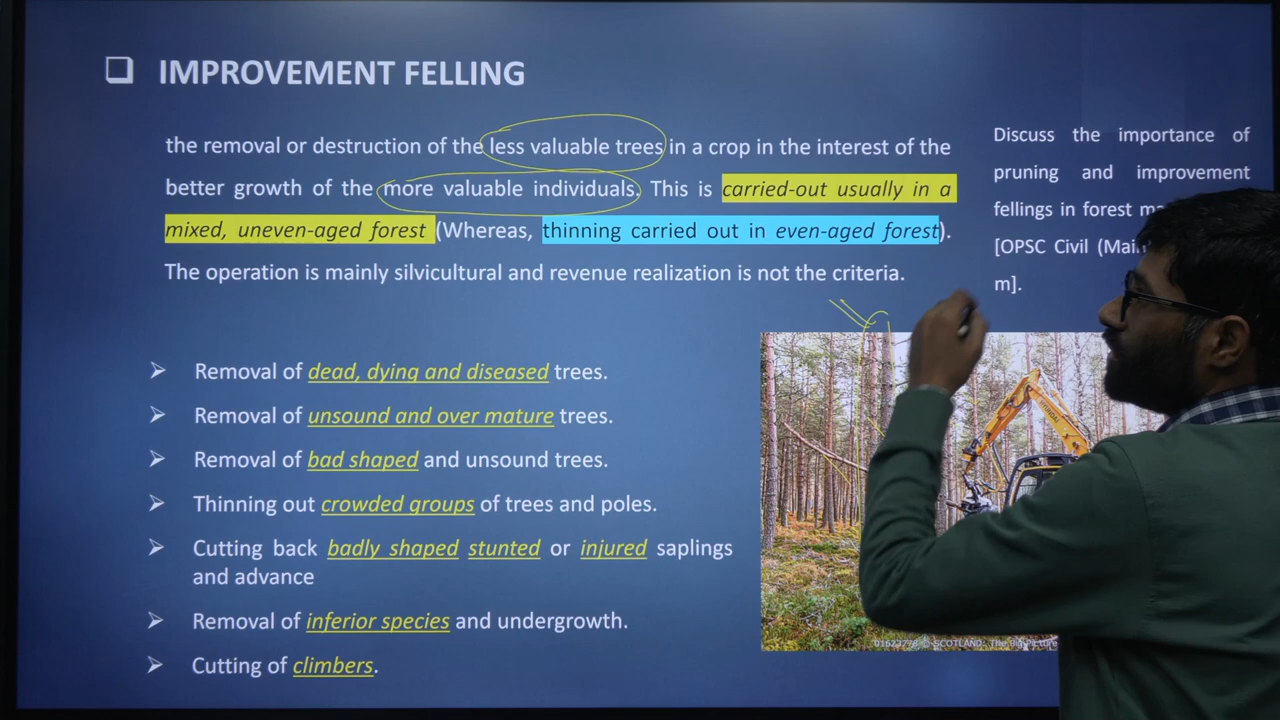 IMPROVEMENT FELLING
the removal or destruction of the less valuable trees in a crop in the interest of the
better growth of the more valuable individuals. This is carried-out usually in a
mixed, uneven-aged forest (Whereas, thinning carried out in even-aged forest).
The operation is mainly silvicultural and revenue realization is not the criteria.
Discuss the importance of
pruning and improvement
fellings in forest
[OPSC Civil
m].
➢ Removal of dead, dying and diseased trees.
➢ Removal of unsound and over mature trees.
➢ Removal of bad shaped and unsound trees.
➢ Thinning out crowded groups of trees and poles.
➢ Cutting back badly shaped stunted or injured saplings
and advance
➢ Removal of inferior species and undergrowth.
➢ Cutting of climbers.
HYUNDAI
© SCOTLAND: The Big Picture